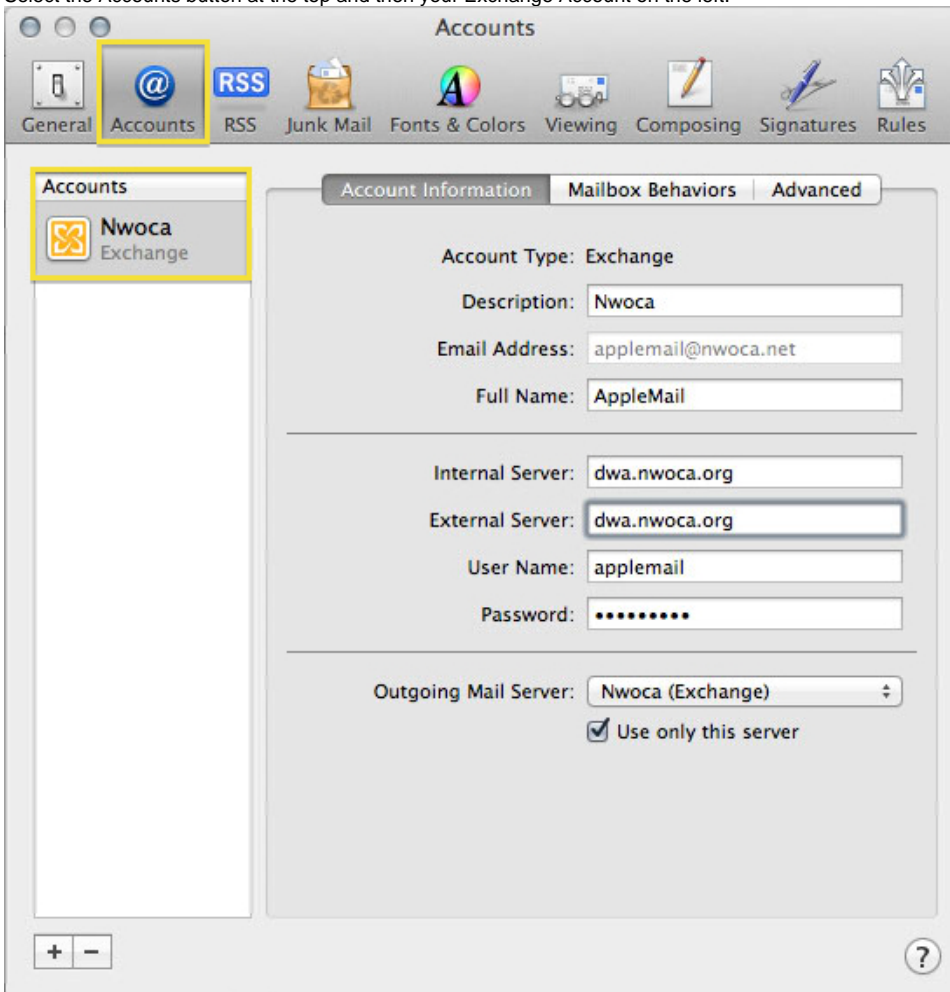 Select the Accounts button at the top and then your Exchange Account on the left.
Accounts
@ RSS A
General Accounts RSS Junk Mail Fonts & Colors Viewing Composing Signatures Rules
Accounts
Nwoca
Exchange
Account Information Mailbox Behaviors Advanced
Account Type: Exchange
Description: Nwoca
Email Address: applemail@nwoca.net
Full Name: AppleMail
Internal Server: dwa.nwoca.org
External Server: dwa.nwoca.org
User Name: applemail
Password: •••••••••
Outgoing Mail Server: Nwoca (Exchange)
Use only this server
+ − ?